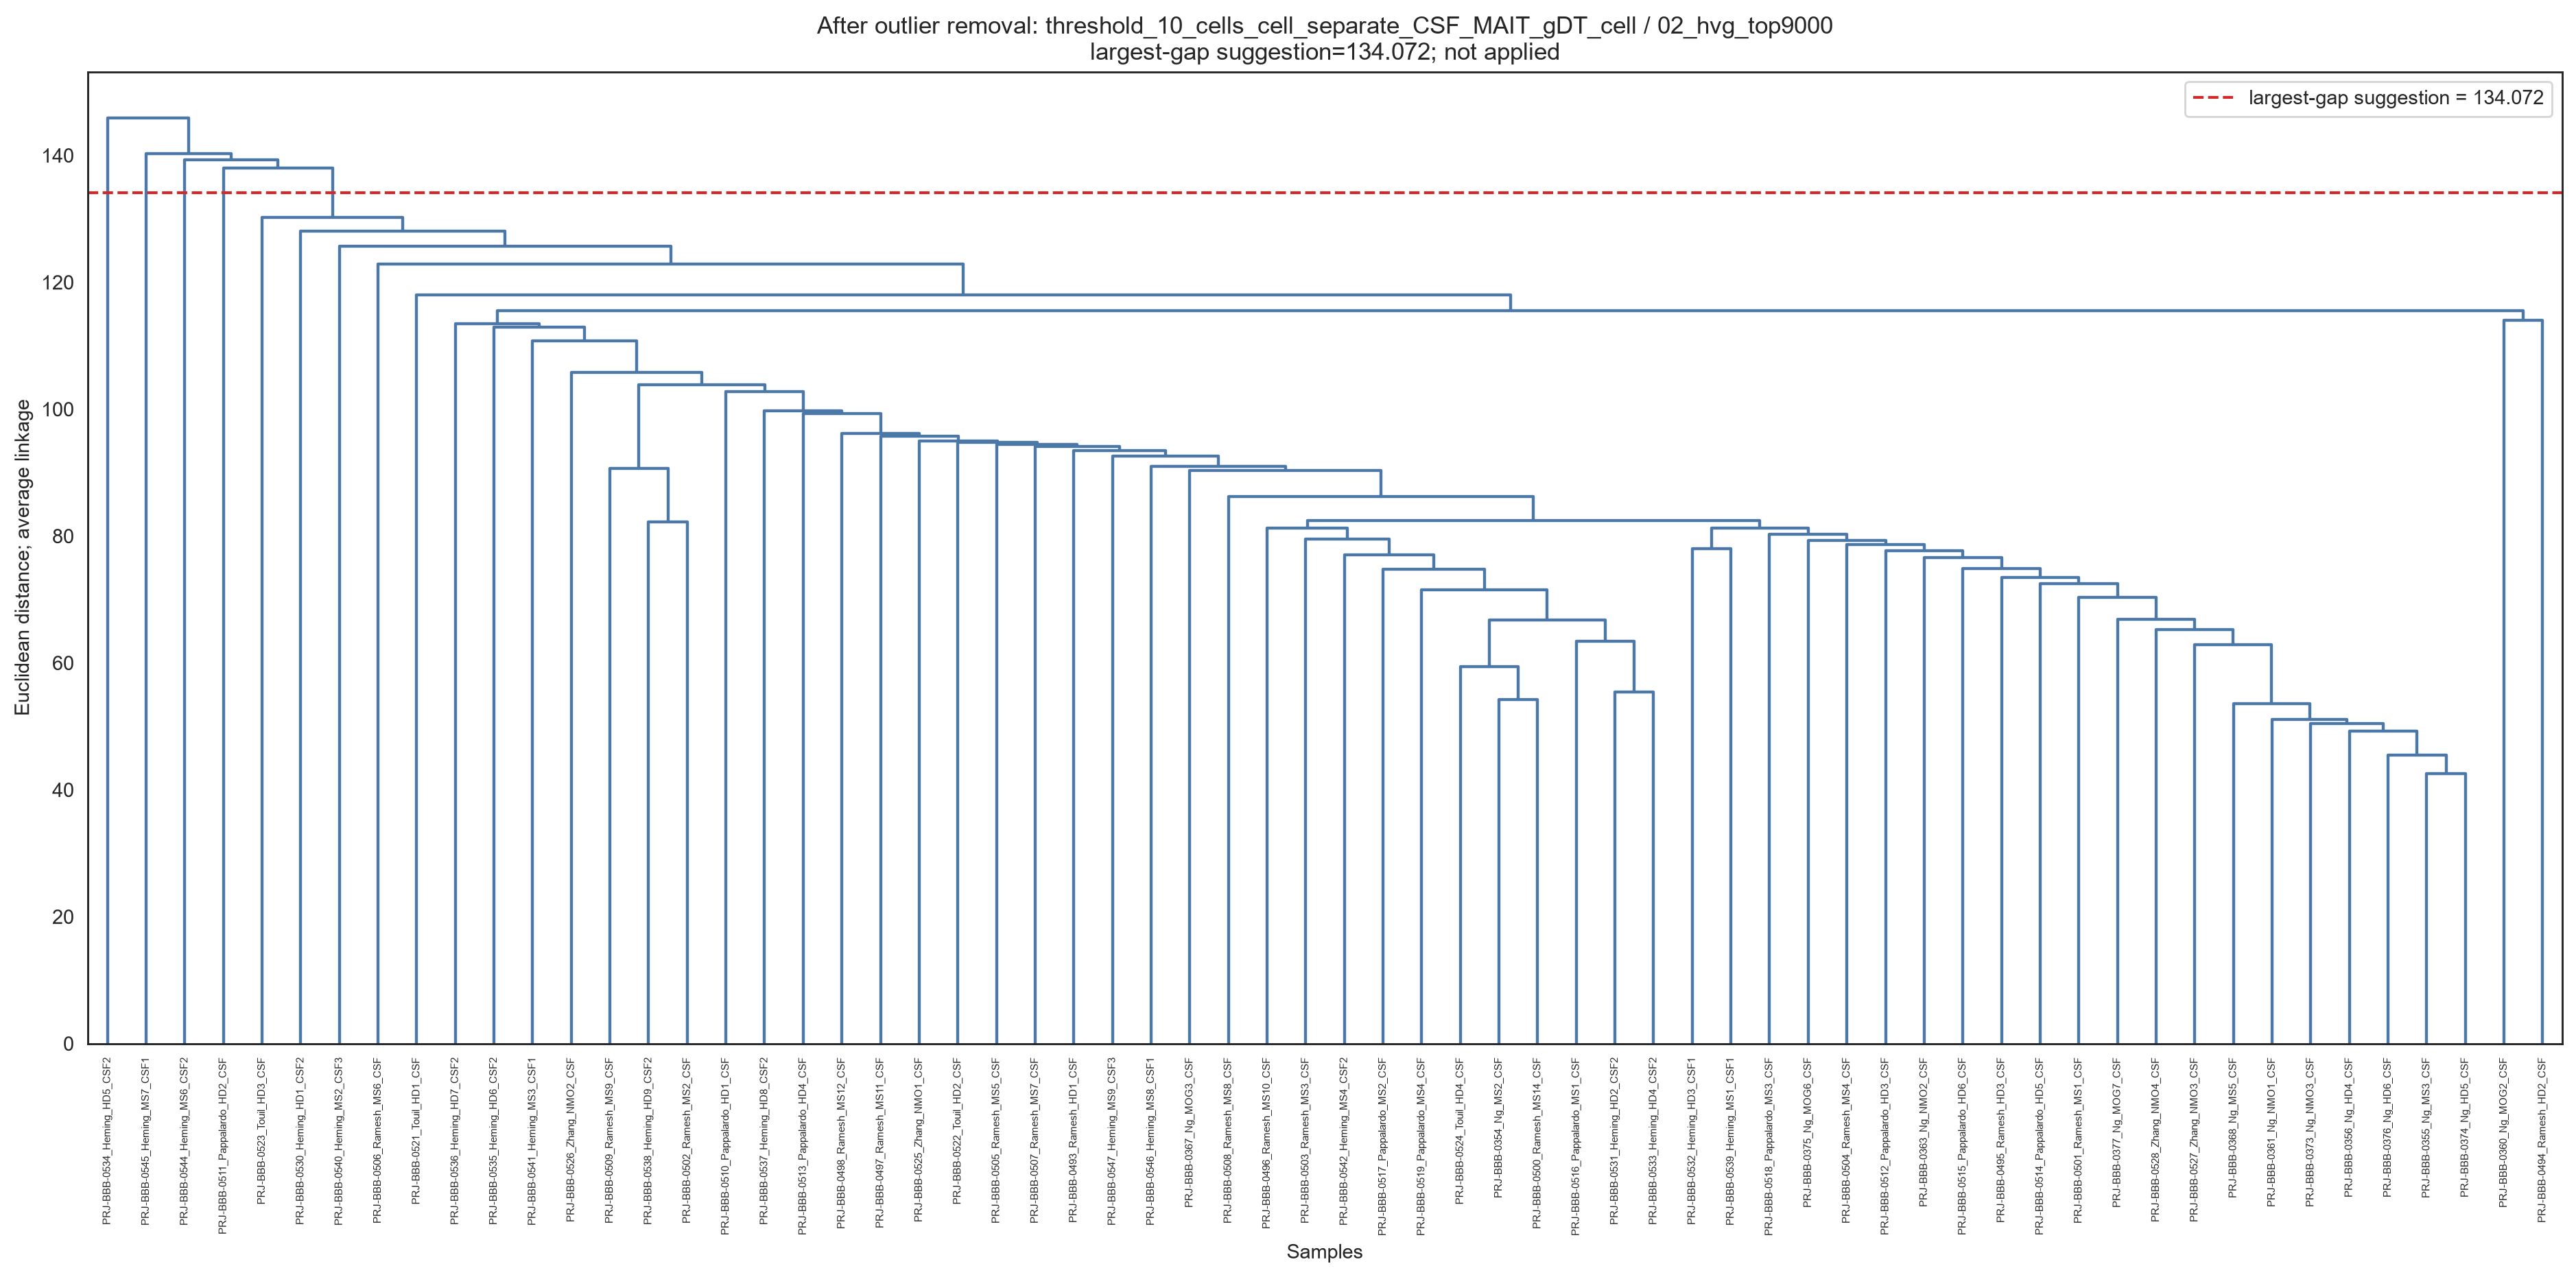 After outlier removal: threshold_10_cells_cell_separate_CSF_MAIT_gDT_cell / 02_hvg_top9000
largest-gap suggestion=134.072; not applied
largest-gap suggestion = 134.072
Euclidean distance; average linkage
140
120
100
80
60
40
20
0
PRJ-BBB-0534_Heming_HD5_CSF2
PRJ-BBB-0545_Heming_MS7_CSF1
PRJ-BBB-0544_Heming_MS6_CSF2
PRJ-BBB-0511_Pappalardo_HD2_CSF
PRJ-BBB-0523_Touil_HD3_CSF
PRJ-BBB-0530_Heming_HD1_CSF2
PRJ-BBB-0540_Heming_MS2_CSF3
PRJ-BBB-0506_Ramesh_MS6_CSF
PRJ-BBB-0521_Touil_HD1_CSF
PRJ-BBB-0536_Heming_HD7_CSF2
PRJ-BBB-0535_Heming_HD6_CSF2
PRJ-BBB-0541_Heming_MS3_CSF1
PRJ-BBB-0526_Zhang_NMO2_CSF
PRJ-BBB-0509_Ramesh_MS9_CSF
PRJ-BBB-0538_Heming_HD9_CSF2
PRJ-BBB-0502_Ramesh_MS2_CSF
PRJ-BBB-0510_Pappalardo_HD1_CSF
PRJ-BBB-0537_Heming_HD8_CSF2
PRJ-BBB-0513_Pappalardo_HD4_CSF
PRJ-BBB-0498_Ramesh_MS12_CSF
PRJ-BBB-0497_Ramesh_MS11_CSF
PRJ-BBB-0525_Zhang_NMO1_CSF
PRJ-BBB-0522_Touil_HD2_CSF
PRJ-BBB-0505_Ramesh_MS5_CSF
PRJ-BBB-0507_Ramesh_MS7_CSF
PRJ-BBB-0493_Ramesh_HD1_CSF
PRJ-BBB-0547_Heming_MS9_CSF3
PRJ-BBB-0546_Heming_MS8_CSF1
PRJ-BBB-0367_Ng_MOG3_CSF
PRJ-BBB-0508_Ramesh_MS8_CSF
PRJ-BBB-0496_Ramesh_MS10_CSF
PRJ-BBB-0503_Ramesh_MS3_CSF
PRJ-BBB-0542_Heming_MS4_CSF2
PRJ-BBB-0517_Pappalardo_MS2_CSF
PRJ-BBB-0519_Pappalardo_MS4_CSF
PRJ-BBB-0524_Touil_HD4_CSF
PRJ-BBB-0354_Ng_MS2_CSF
PRJ-BBB-0500_Ramesh_MS14_CSF
PRJ-BBB-0516_Pappalardo_MS1_CSF
PRJ-BBB-0531_Heming_HD2_CSF2
PRJ-BBB-0533_Heming_HD4_CSF2
PRJ-BBB-0532_Heming_HD3_CSF1
PRJ-BBB-0539_Heming_MS1_CSF1
PRJ-BBB-0518_Pappalardo_MS3_CSF
PRJ-BBB-0375_Ng_MOG6_CSF
PRJ-BBB-0504_Ramesh_MS4_CSF
PRJ-BBB-0512_Pappalardo_HD3_CSF
PRJ-BBB-0363_Ng_NMO2_CSF
PRJ-BBB-0515_Pappalardo_HD6_CSF
PRJ-BBB-0495_Ramesh_HD3_CSF
PRJ-BBB-0514_Pappalardo_HD5_CSF
PRJ-BBB-0501_Ramesh_MS1_CSF
PRJ-BBB-0377_Ng_MOG7_CSF
PRJ-BBB-0528_Zhang_NMO4_CSF
PRJ-BBB-0527_Zhang_NMO3_CSF
PRJ-BBB-0368_Ng_MS5_CSF
PRJ-BBB-0361_Ng_NMO1_CSF
PRJ-BBB-0373_Ng_NMO3_CSF
PRJ-BBB-0356_Ng_HD4_CSF
PRJ-BBB-0376_Ng_HD6_CSF
PRJ-BBB-0355_Ng_MS3_CSF
PRJ-BBB-0374_Ng_HD5_CSF
PRJ-BBB-0360_Ng_MOG2_CSF
PRJ-BBB-0494_Ramesh_HD2_CSF
Samples